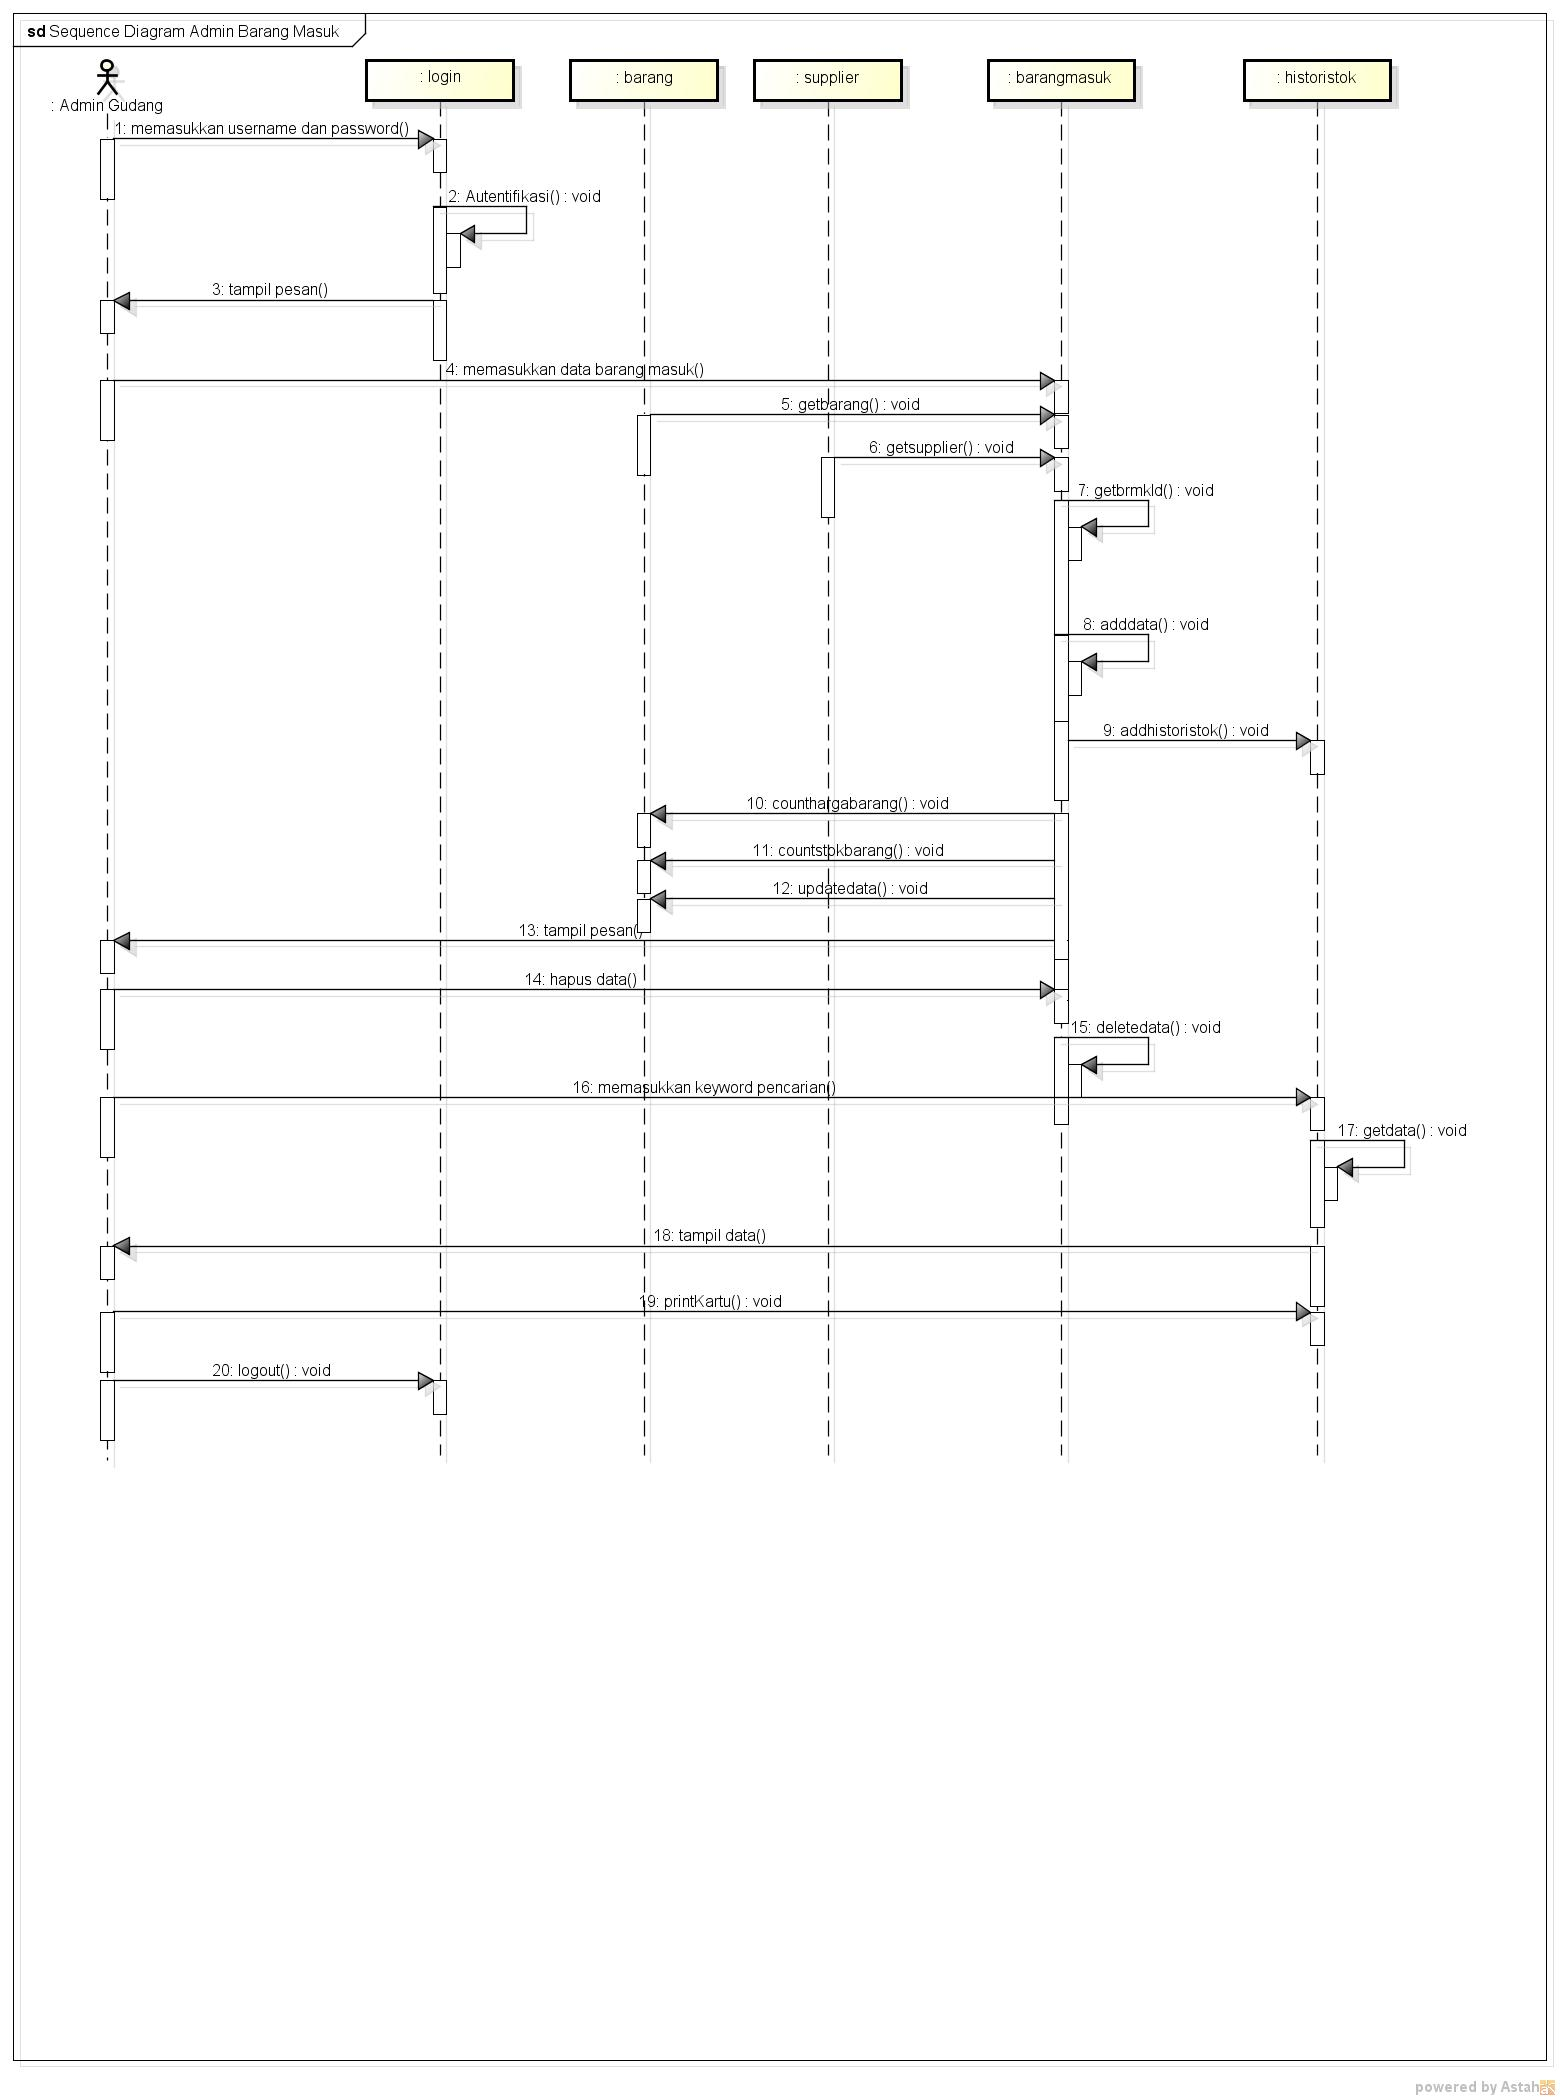 sd Sequence Diagram Admin Barang Masuk
: Admin Gudang
: login
: barang
: supplier
: barangmasuk
: historistok
1: memasukkan username dan password()
2: Autentifikasi() : void
3: tampil pesan()
4: memasukkan data barang masuk()
5: getbarang() : void
6: getsupplier() : void
7: getbrmkId() : void
8: adddata() : void
9: addhistoristok() : void
10: counthargabarang() : void
11: countstokbarang() : void
12: updatedata() : void
13: tampil pesan()
14: hapus data()
15: deletedata() : void
16: memasukkan keyword pencarian()
17: getdata() : void
18: tampil data()
19: printKartu() : void
20: logout() : void
powered by Astah